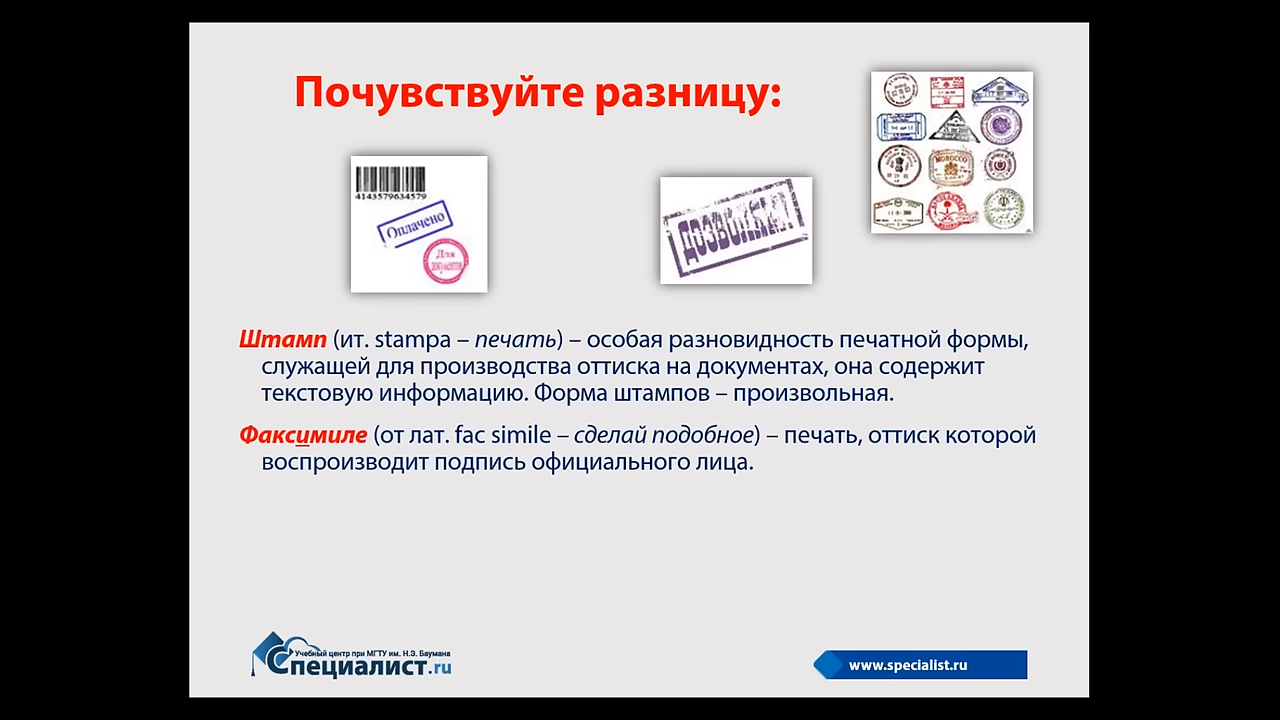 Почувствуйте разницу:
4143579634579
Оплачено
Для
документов
ДОЗВОЛЕНО
MOROCCO
Штамп (ит. stampa – печать) – особая разновидность печатной формы,
служащей для производства оттиска на документах, она содержит
текстовую информацию. Форма штампов – произвольная.
Факсимиле (от лат. fac simile – сделай подобное) – печать, оттиск которой
воспроизводит подпись официального лица.
Учебный центр при МГТУ им. Н.Э. Баумана
Специалист.ru
www.specialist.ru